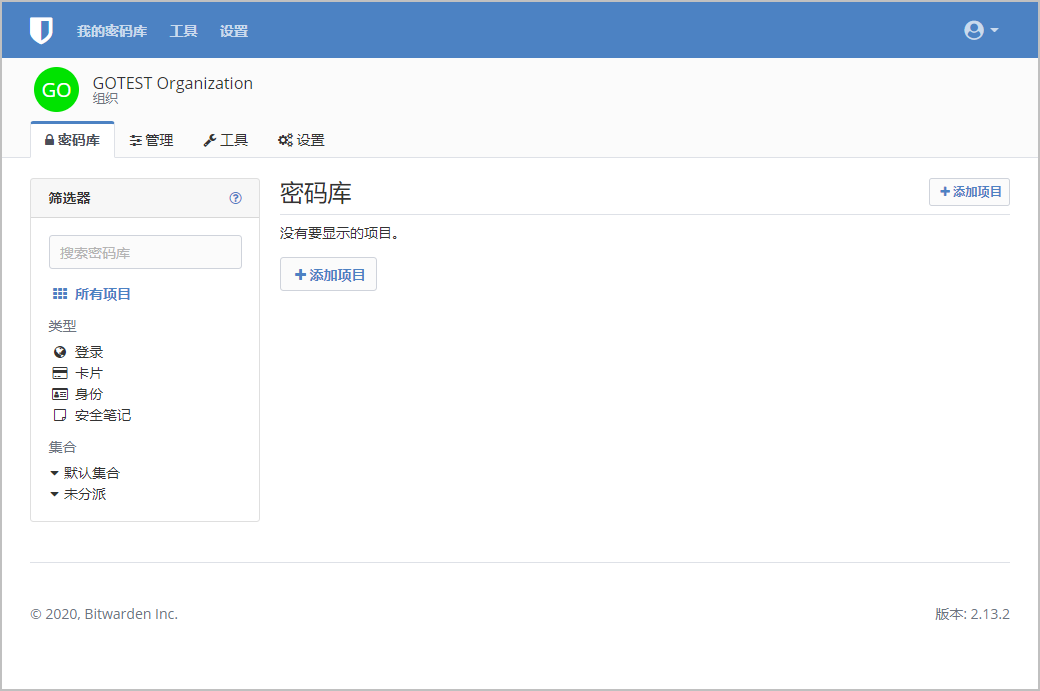 我的密码库 工具 设置
GO GOTEST Organization
组织
密码库 管理 工具 设置
筛选器
搜索密码库
所有项目
类型
登录
卡片
身份
安全笔记
集合
默认集合
未分派
密码库 添加项目
没有要显示的项目。
添加项目
© 2020, Bitwarden Inc. 版本: 2.13.2